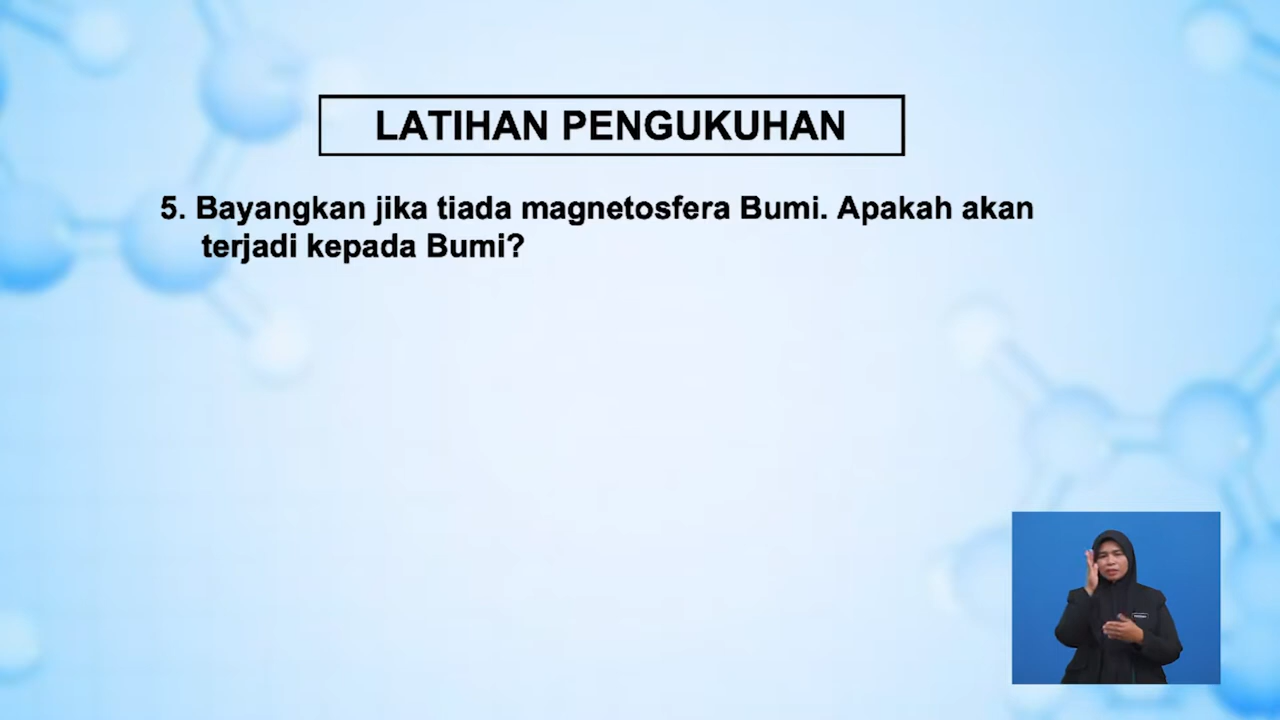 LATIHAN PENGUKUHAN
5. Bayangkan jika tiada magnetosfera Bumi. Apakah akan
terjadi kepada Bumi?